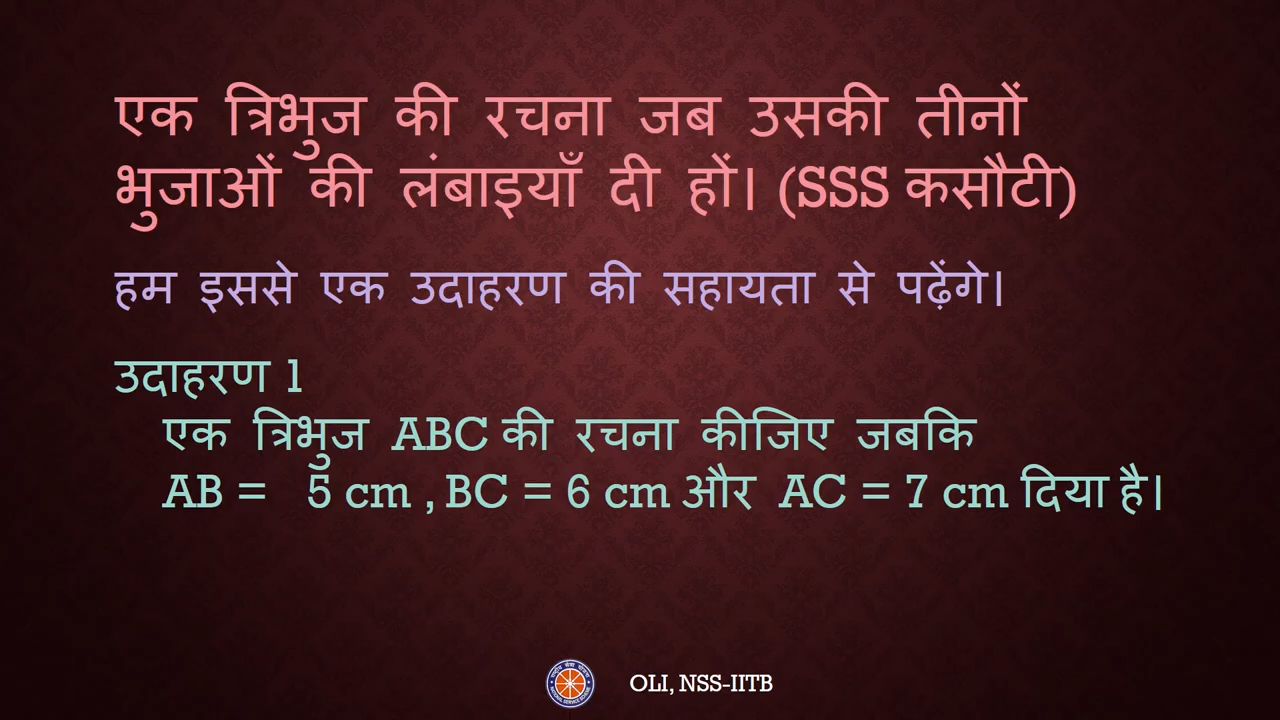 एक त्रिभुज की रचना जब उसकी तीनों
भुजाओं की लंबाइयाँ दी हों। (SSS कसौटी)
हम इससे एक उदाहरण की सहायता से पढ़ेंगे।
उदाहरण 1
एक त्रिभुज ABC की रचना कीजिए जबकि
AB = 5 cm , BC = 6 cm और AC = 7 cm दिया है।
OLI, NSS-IITB